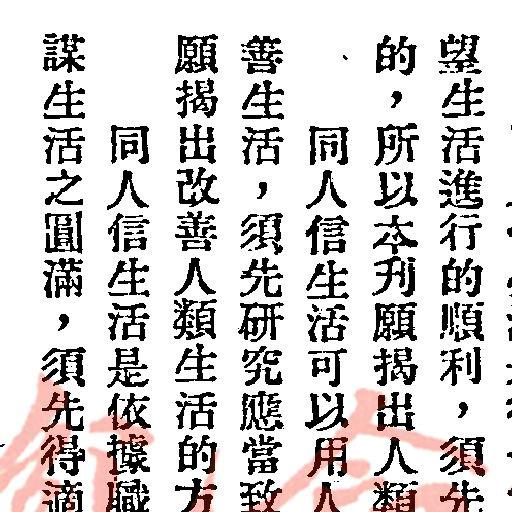 望生活進行的順利，須先
的，所以本刋願揭出人類
同人信生活可以用人
善生活，須先硏究應當致
願揭出改善人類生活的方
同人信生活是依據職
謀生活之圓滿，須先得適